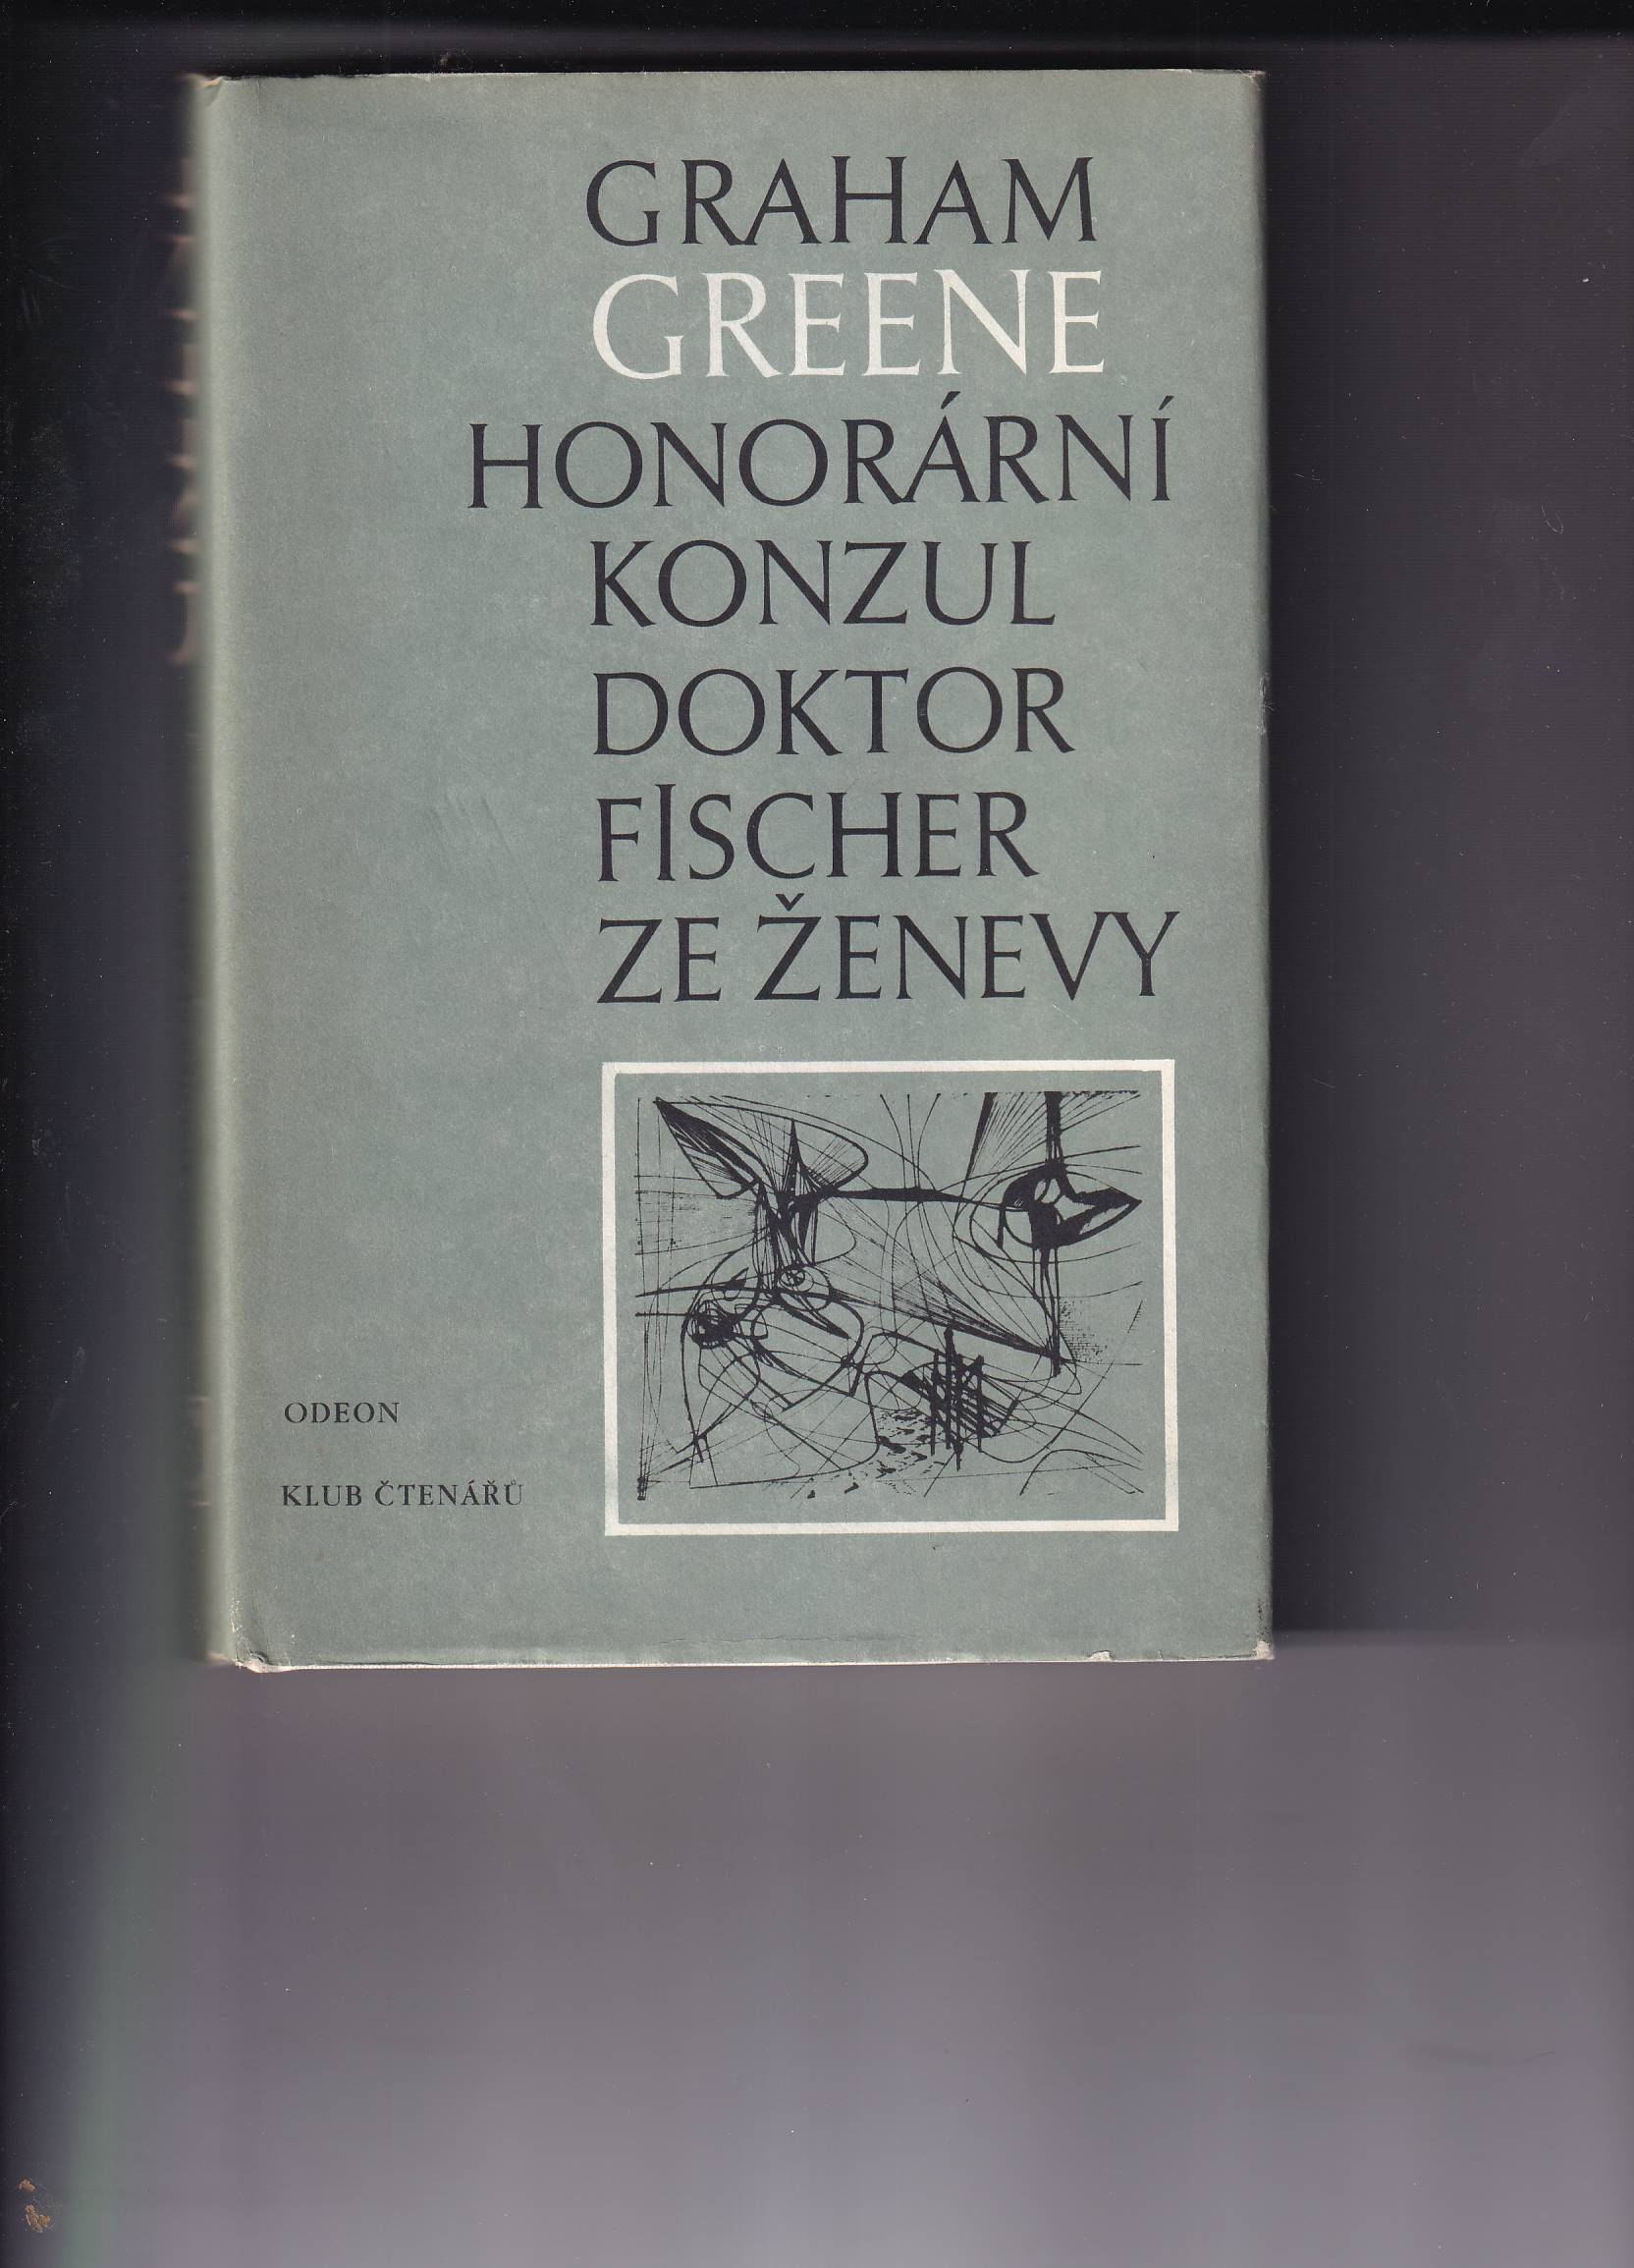 GRAHAM
GREENE
HONORÁRNÍ
KONZUL
DOKTOR
FISCHER
ZE ŽENEVY
ODEON
KLUB ČTENÁŘŮ